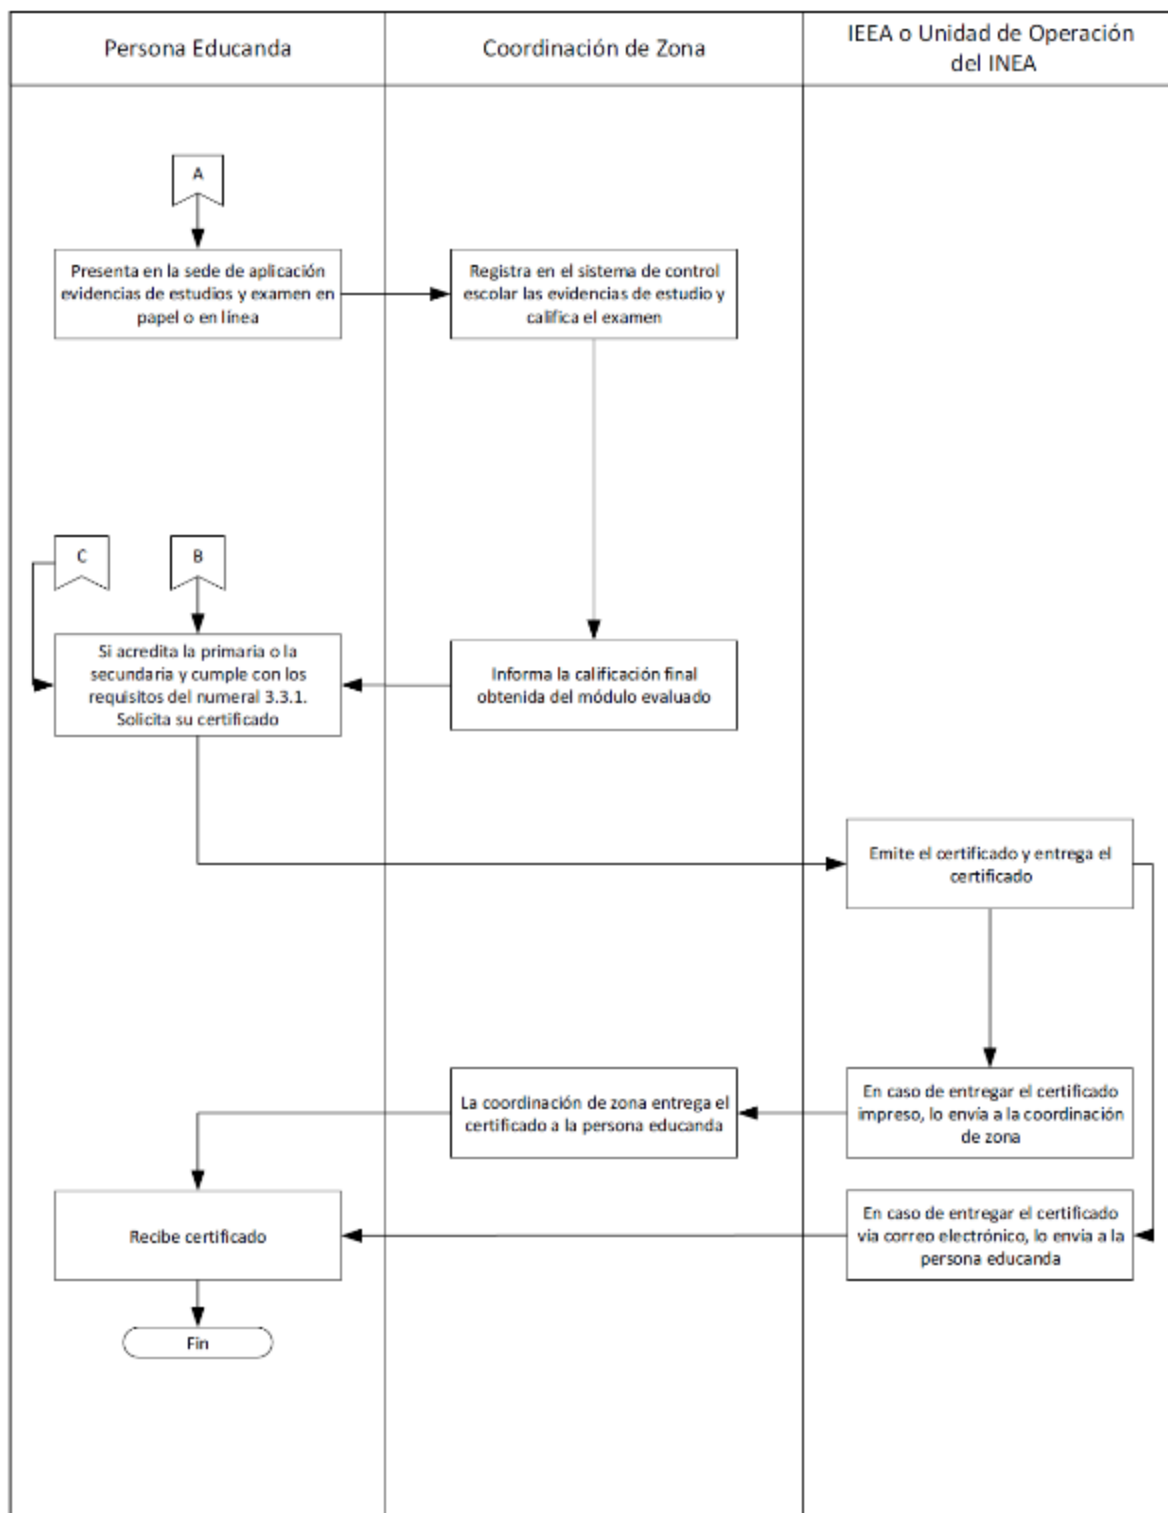 Persona Educanda
Coordinación de Zona
IEEA o Unidad de Operación
del INEA
A
Presenta en la sede de aplicación
evidencias de estudios y examen en
papel o en línea
Registra en el sistema de control
escolar las evidencias de estudio y
califica el examen
C
B
Si acredita la primaria o la
secundaria y cumple con los
requisitos del numeral 3.3.1.
Solicita su certificado
Informa la calificación final
obtenida del módulo evaluado
Emite el certificado y entrega el
certificado
La coordinación de zona entrega el
certificado a la persona educanda
En caso de entregar el certificado
impreso, lo envía a la coordinación
de zona
Recibe certificado
En caso de entregar el certificado
vía correo electrónico, lo envía a la
persona educanda
Fin